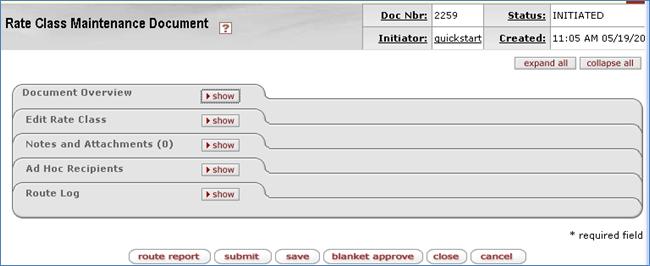 Rate Class Maintenance Document ?
Doc Nbr: 2259 Status: INITIATED
Initiator: quickstart Created: 11:05 AM 05/19/20
expand all collapse all
Document Overview show
Edit Rate Class show
Notes and Attachments (0) show
Ad Hoc Recipients show
Route Log show
* required field
route report submit save blanket approve close cancel